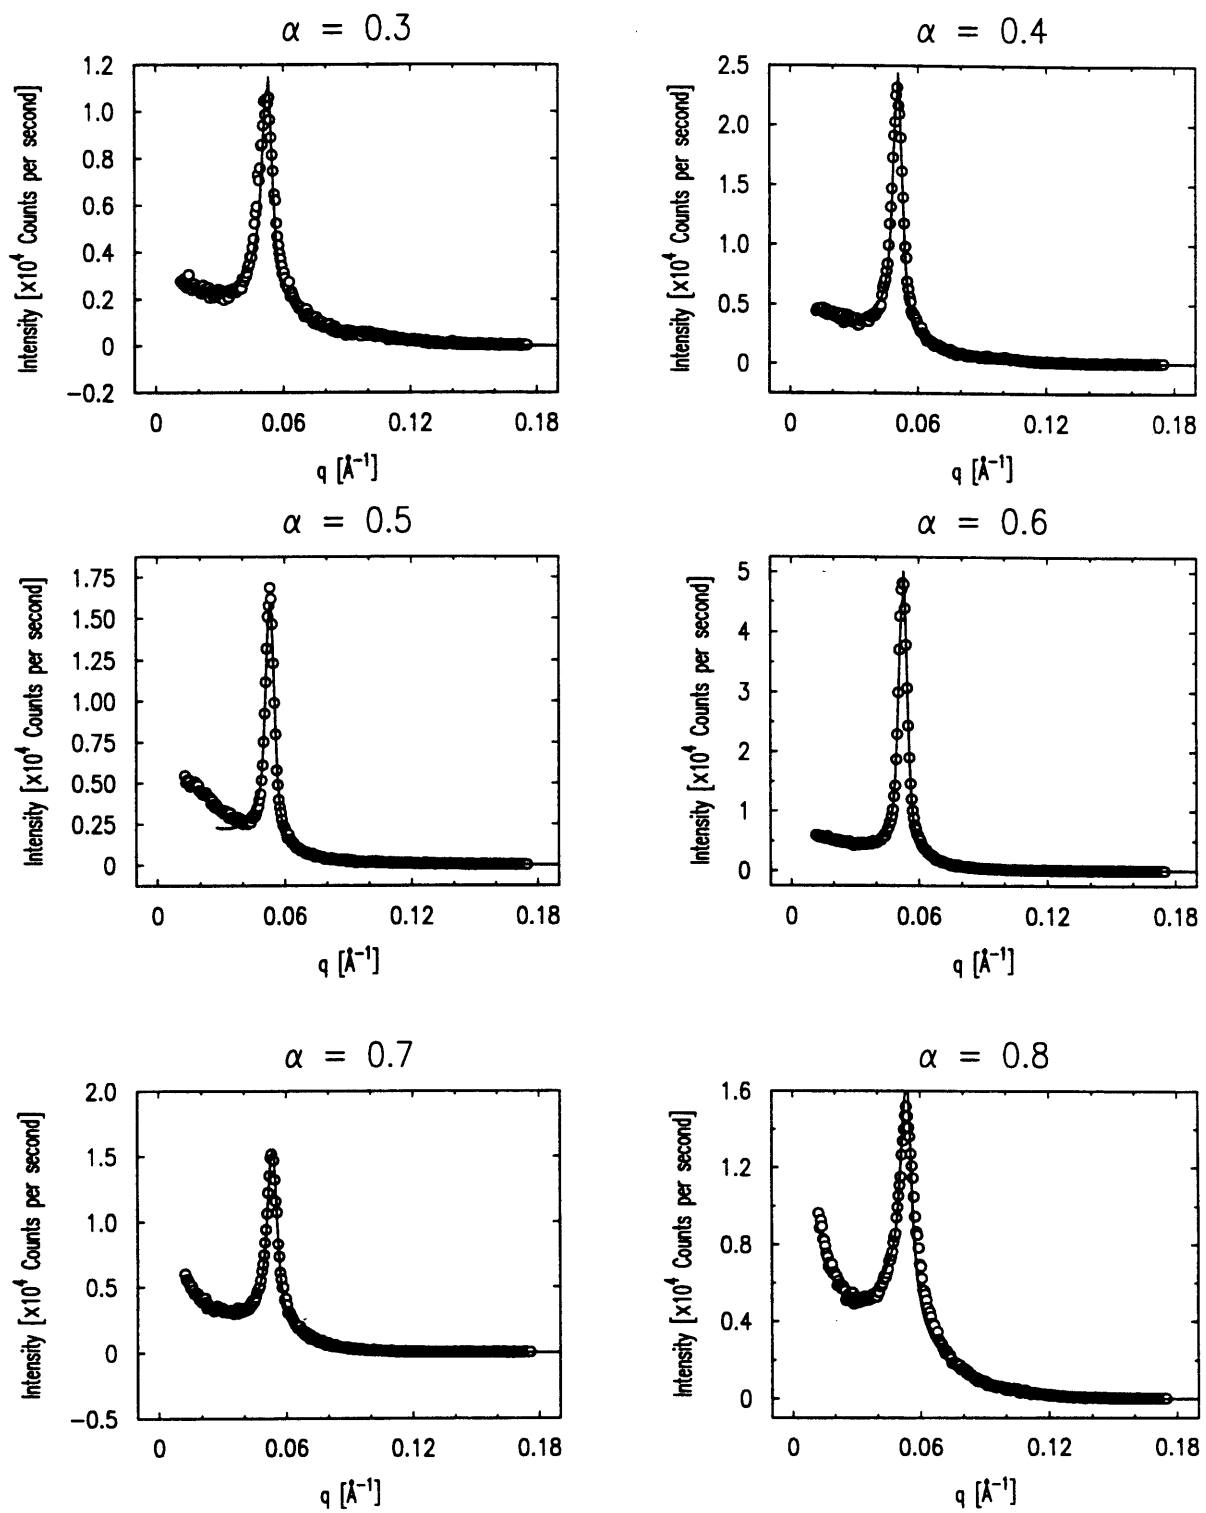 α = 0.3
Intensity [x10⁴ Counts per second]
1.2
1.0
0.8
0.6
0.4
0.2
0
−0.2
0 0.06 0.12 0.18
q [Å⁻¹]
α = 0.4
Intensity [x10⁴ Counts per second]
2.5
2.0
1.5
1.0
0.5
0
0 0.06 0.12 0.18
q [Å⁻¹]
α = 0.5
Intensity [x10⁴ Counts per second]
1.75
1.50
1.25
1.00
0.75
0.50
0.25
0
0 0.06 0.12 0.18
q [Å⁻¹]
α = 0.6
Intensity [x10⁴ Counts per second]
5
4
3
2
1
0
0 0.06 0.12 0.18
q [Å⁻¹]
α = 0.7
Intensity [x10⁴ Counts per second]
2.0
1.5
1.0
0.5
0
−0.5
0 0.06 0.12 0.18
q [Å⁻¹]
α = 0.8
Intensity [x10⁴ Counts per second]
1.6
1.2
0.8
0.4
0
0 0.06 0.12 0.18
q [Å⁻¹]